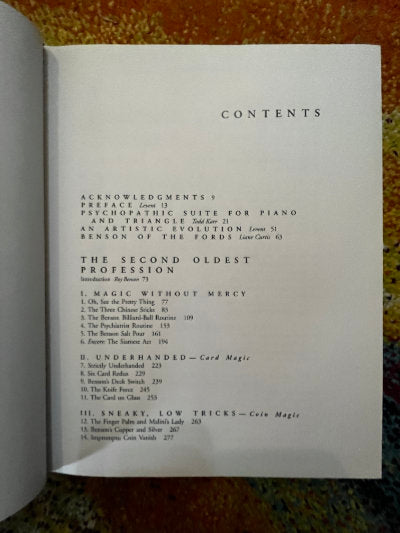 CONTENTS
ACKNOWLEDGMENTS 9
PREFACE Levent 13
PSYCHOPATHIC SUITE FOR PIANO
AND TRIANGLE Todd Karr 21
AN ARTISTIC EVOLUTION Levent 51
BENSON OF THE FORDS Liane Curtis 63
THE SECOND OLDEST
PROFESSION
Introduction Roy Benson 73
I. MAGIC WITHOUT MERCY
1. Oh, See the Pretty Thing 77
2. The Three Chinese Sticks 83
3. The Benson Billiard-Ball Routine 109
4. The Psychiatrist Routine 153
5. The Benson Salt Pour 161
6. Encore: The Siamese Act 194
II. UNDERHANDED—Card Magic
7. Strictly Underhanded 223
8. Six Card Redux 229
9. Benson's Deck Switch 239
10. The Knife Force 245
11. The Card on Glass 253
III. SNEAKY, LOW TRICKS—Coin Magic
12. The Finger Palm and Malini's Lady 263
13. Benson's Copper and Silver 267
14. Impromptu Coin Vanish 277